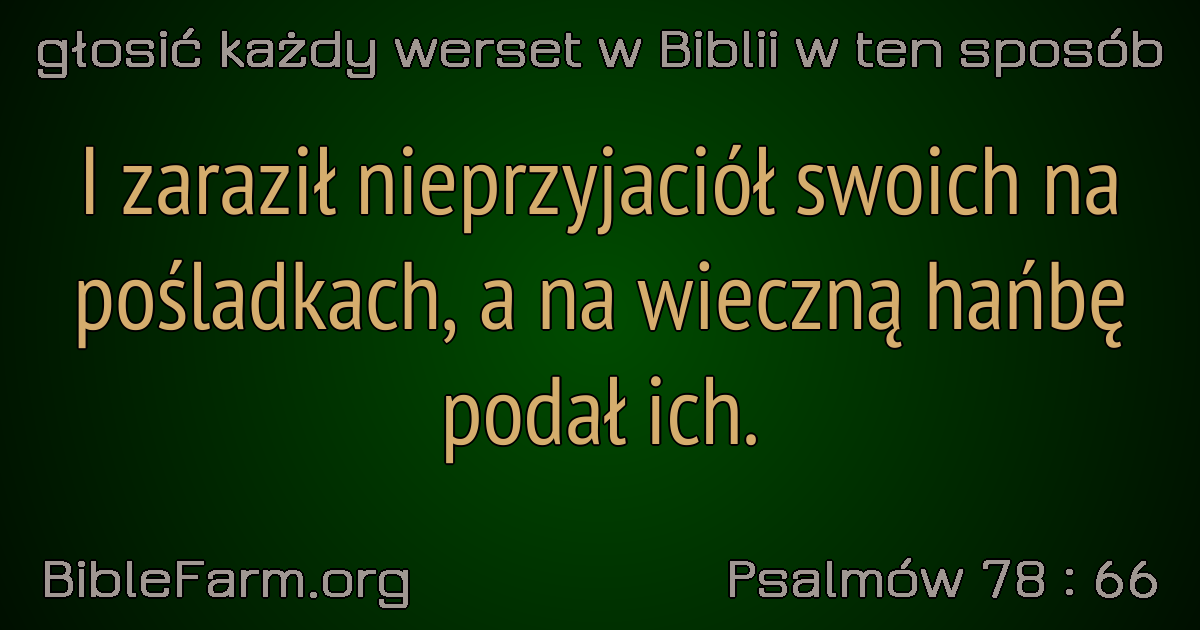 głosić każdy werset w Biblii w ten sposób
I zaraził nieprzyjaciół swoich na
pośladkach, a na wieczną hańbę
podał ich.
BibleFarm.org
Psalmów 78 : 66